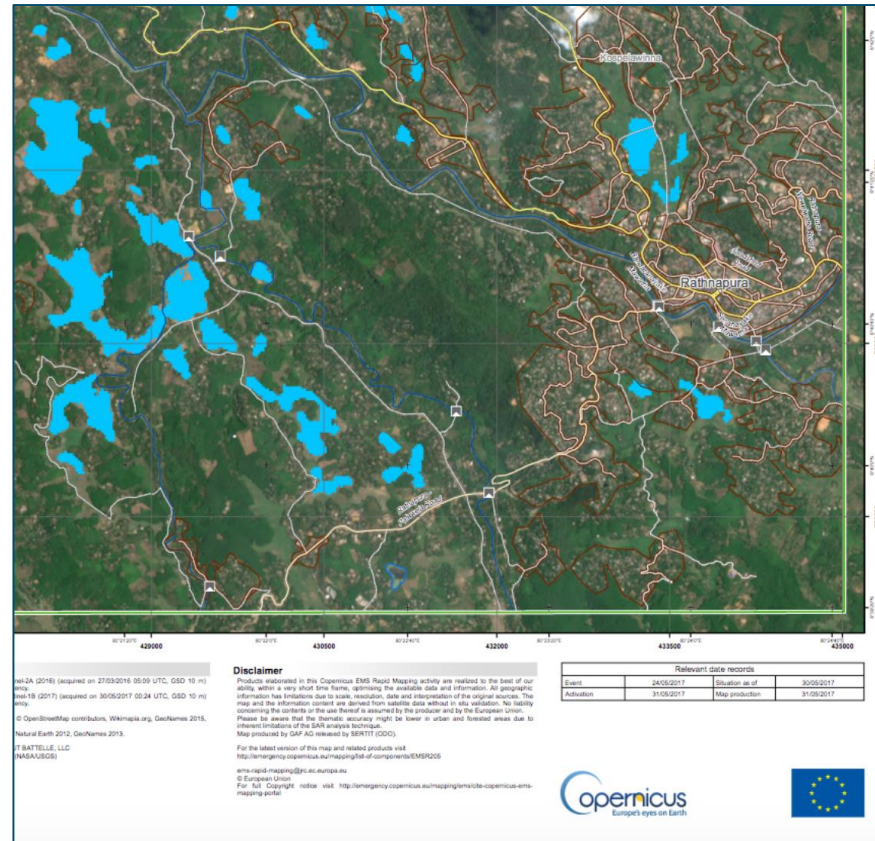 Kospelawinna
Rathnapura
429000
430500
432000
433500
435000
nel-2A (2016) (acquired on 27/03/2016 05:09 UTC, GSD 10 m)
ency.
inel-1B (2017) (acquired on 30/05/2017 00:24 UTC, GSD 10 m)
ency.
© OpenStreetMap contributors, Wikimapia.org, GeoNames 2015,
Natural Earth 2012, GeoNames 2013.
UT BATTELLE, LLC
(NASA/USGS)
Disclaimer
Products elaborated in this Copernicus EMS Rapid Mapping activity are realized to the best of our
ability, within a very short time frame, optimising the available data and information. All geographic
information has limitations due to scale, resolution, date and interpretation of the original sources. The
map and the information content are derived from satellite data without in situ validation. No liability
concerning the contents or the use thereof is assumed by the producer and by the European Union.
Please be aware that the thematic accuracy might be lower in urban and forested areas due to
inherent limitations of the SAR analysis technique.
Map produced by GAF AG released by SERTIT (ODO).
For the latest version of this map and related products visit
http://emergency.copernicus.eu/mapping/list-of-components/EMSR205
ems-rapid-mapping@jrc.ec.europa.eu
© European Union
For full Copyright notice visit http://emergency.copernicus.eu/mapping/ems/cite-copernicus-ems-
mapping-portal
Relevant date records
Event 24/05/2017 Situation as of 30/05/2017
Activation 31/05/2017 Map production 31/05/2017
opernicus
Europe's eyes on Earth